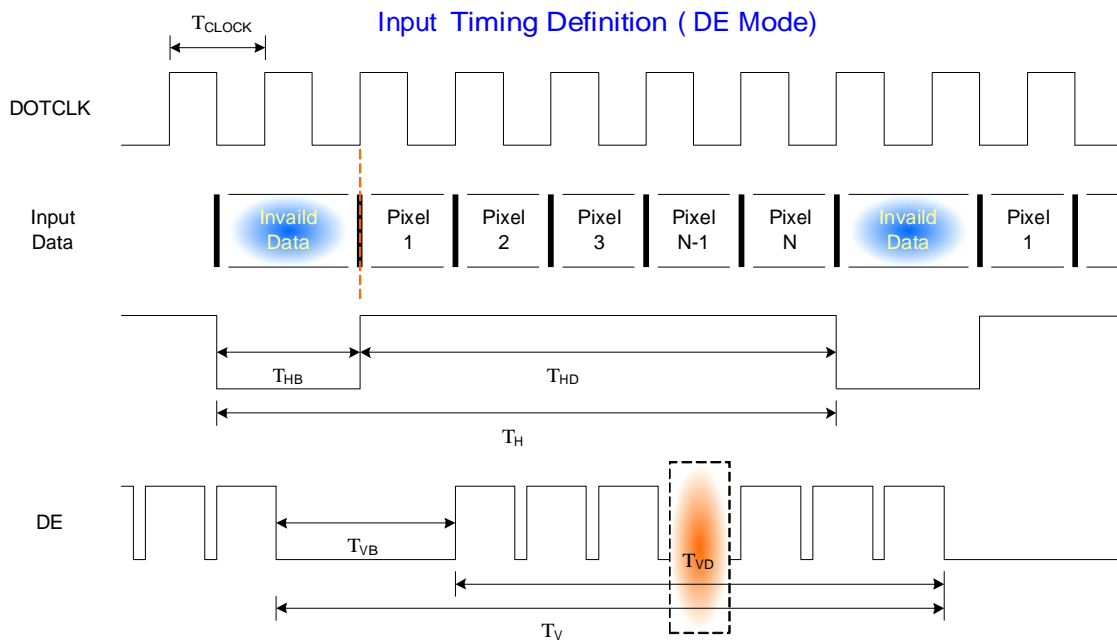 Input Timing Definition ( DE Mode)
TCLOCK
DOTCLK
Input
Data
Invaild
Data
Pixel
1
Pixel
2
Pixel
3
Pixel
N-1
Pixel
N
Invaild
Data
Pixel
1
THB
THD
TH
DE
TVB
TVD
TV